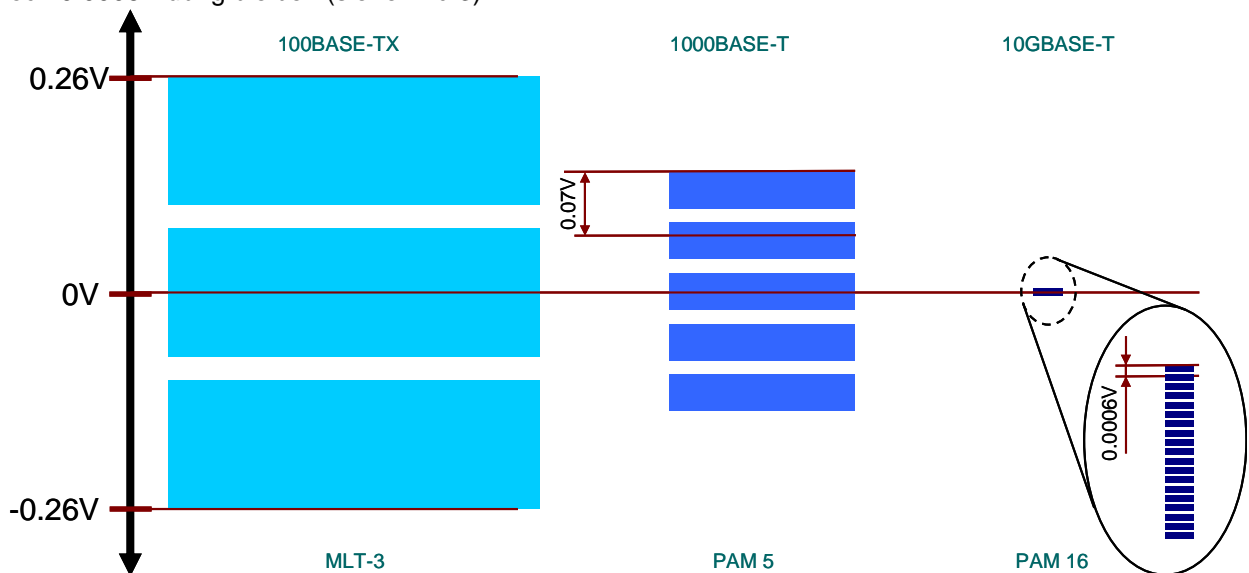 100BASE-TX
1000BASE-T
10GBASE-T
0.26V
0.07V
0V
0.0006V
-0.26V
MLT-3
PAM 5
PAM 16